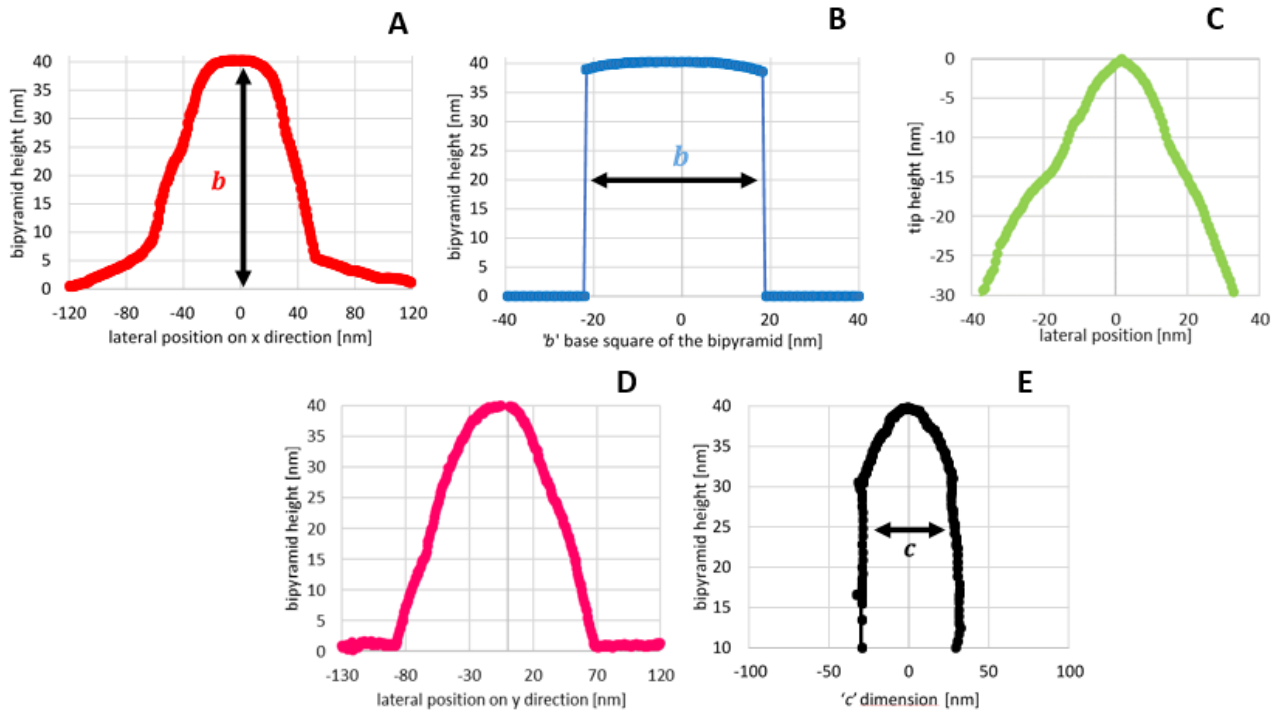 A
bipyramid height [nm]
40
35
30
25
20
15
10
5
0
b
-120 -80 -40 0 40 80 120
lateral position on x direction [nm]
B
bipyramid height [nm]
40
35
30
25
20
15
10
5
0
b
-40 -20 0 20 40
'b' base square of the bipyramid [nm]
C
tip height [nm]
0
-5
-10
-15
-20
-25
-30
-40 -20 0 20 40
lateral position [nm]
D
bipyramid height [nm]
40
35
30
25
20
15
10
5
0
-130 -80 -30 20 70 120
lateral position on y direction [nm]
E
bipyramid height [nm]
40
35
30
25
20
15
10
c
-100 -50 0 50 100
'c' dimension [nm]